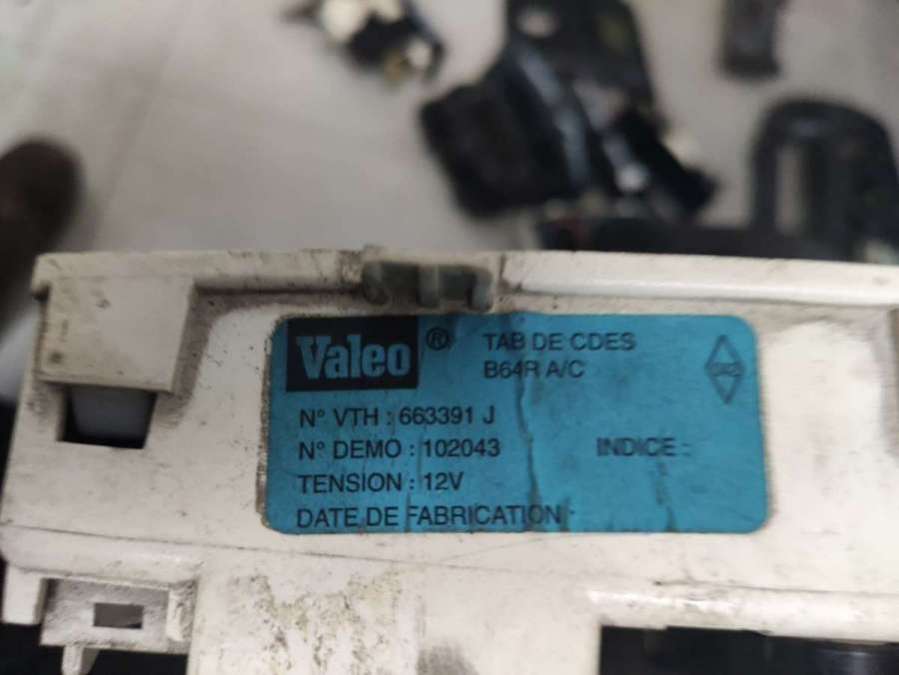 Valeo ®
TAB DE CDES
B64R A/C
N° VTH : 663391 J
N° DEMO : 102043
INDICE :
TENSION : 12V
DATE DE FABRICATION :